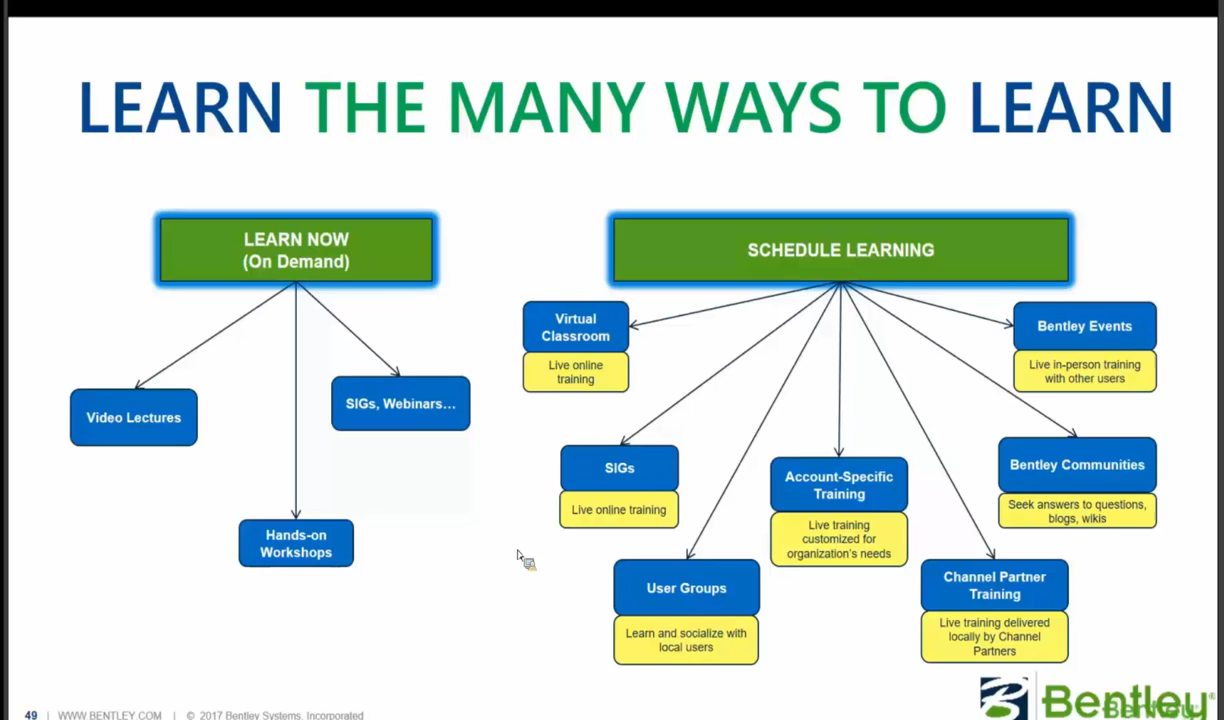 LEARN THE MANY WAYS TO LEARN
LEARN NOW
(On Demand)
Video Lectures
Hands-on
Workshops
SIGs, Webinars...
SCHEDULE LEARNING
Virtual
Classroom
Live online
training
SIGs
Live online training
User Groups
Learn and socialize with
local users
Account-Specific
Training
Live training
customized for
organization's needs
Channel Partner
Training
Live training delivered
locally by Channel
Partners
Bentley Communities
Seek answers to questions,
blogs, wikis
Bentley Events
Live in-person training
with other users
49 | WWW.BENTLEY.COM | © 2017 Bentley Systems, Incorporated
Bentley®
Bentley